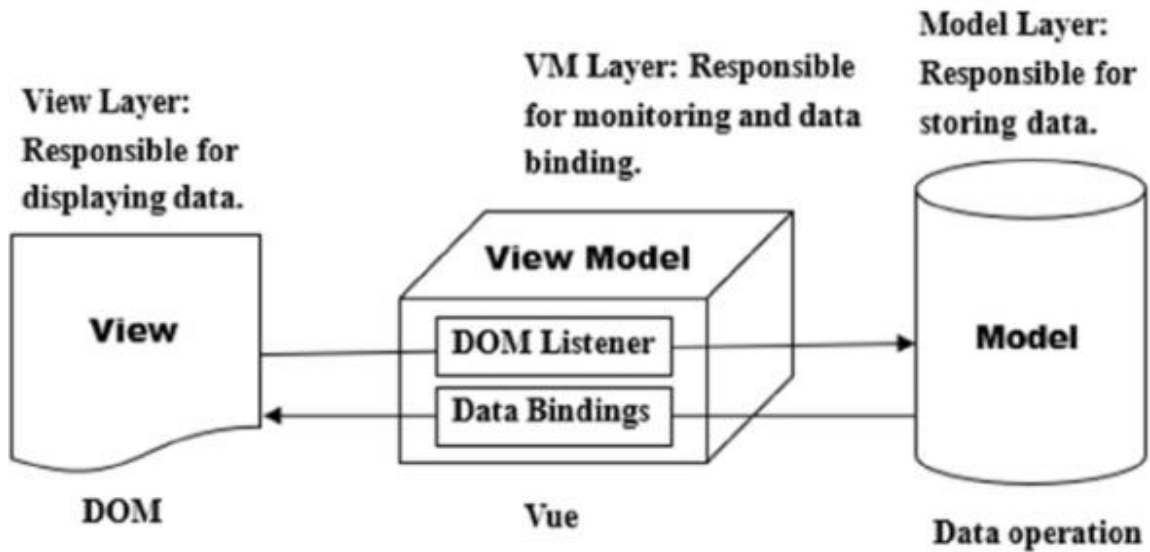 View Layer:
Responsible for
displaying data.
VM Layer: Responsible
for monitoring and data
binding.
Model Layer:
Responsible for
storing data.
View
View Model
DOM Listener
Data Bindings
Model
DOM
Vue
Data operation